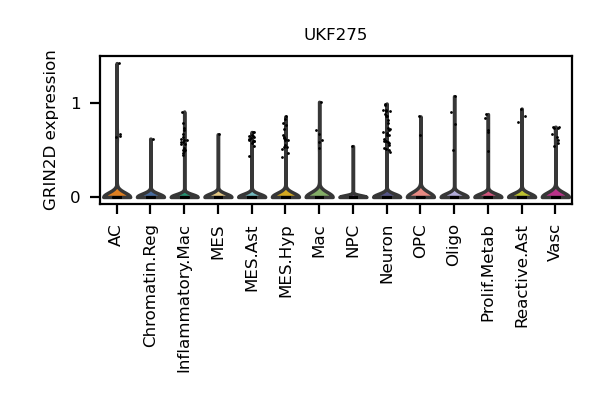 UKF275
GRIN2D expression
1
0
AC
Chromatin.Reg
Inflammatory.Mac
MES
MES.Ast
MES.Hyp
Mac
NPC
Neuron
OPC
Oligo
Prolif.Metab
Reactive.Ast
Vasc